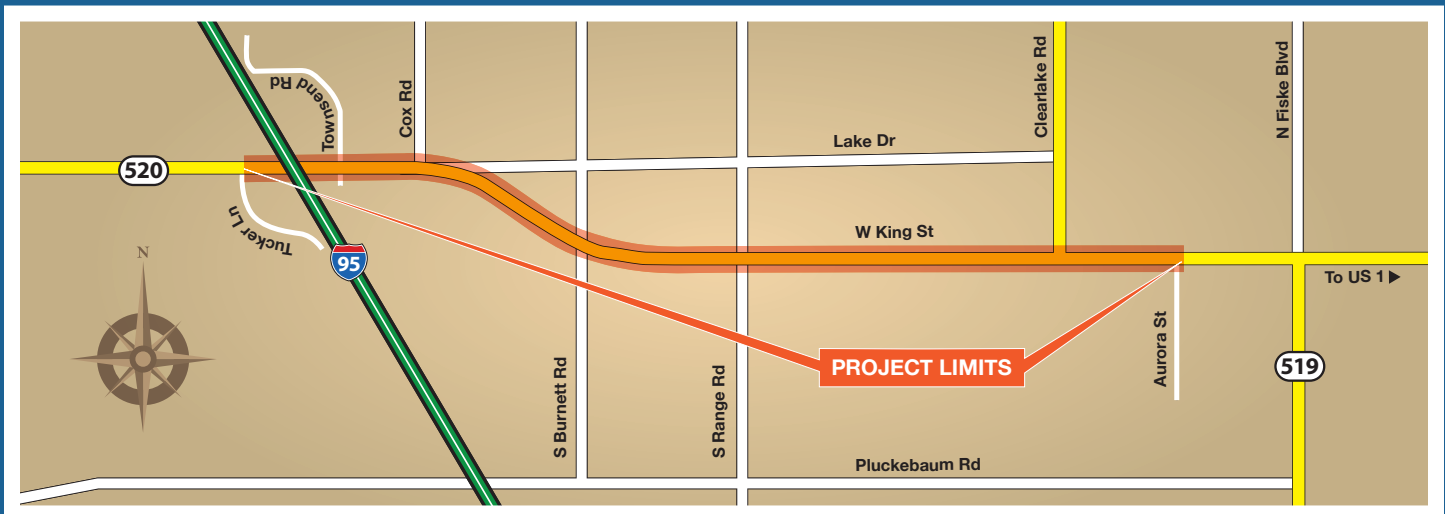 Townsend Rd
Cox Rd
Clearlake Rd
N Fiske Blvd
Lake Dr
520
Tucker Ln
W King St
N
95
To US 1
PROJECT LIMITS
Aurora St
519
S Burnett Rd
S Range Rd
Pluckebaum Rd